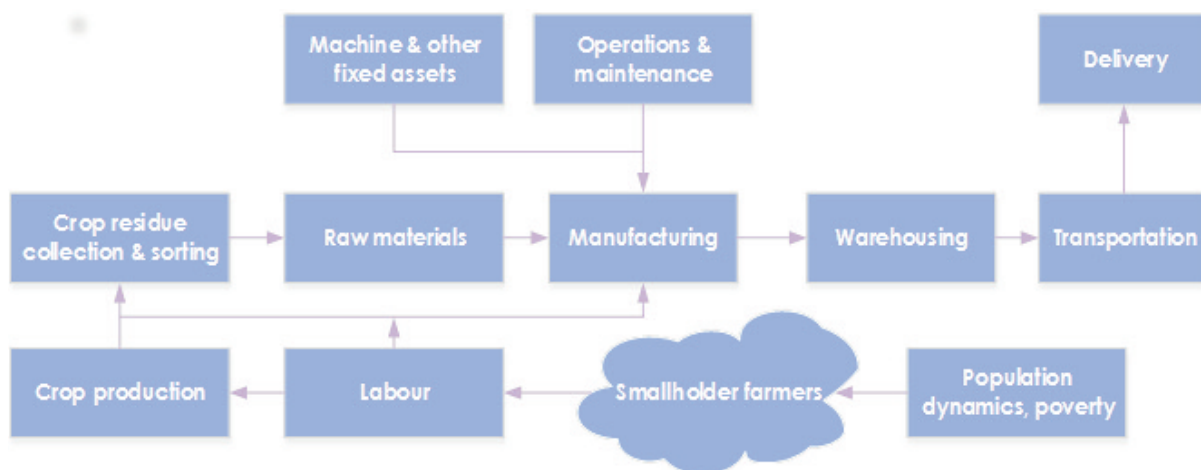 Machine & other
fixed assets
Operations &
maintenance
Delivery
Crop residue
collection & sorting
Raw materials
Manufacturing
Warehousing
Transportation
Crop production
Labour
Smallholder farmers
Population
dynamics, poverty